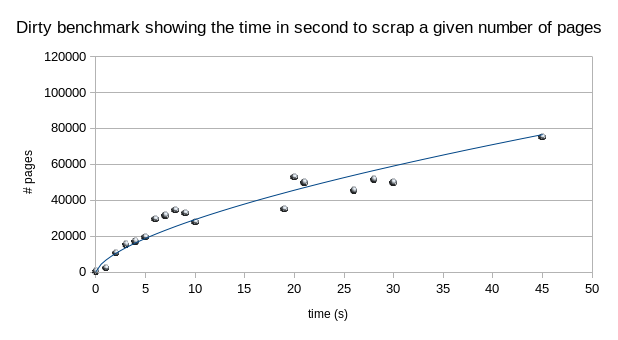 Dirty benchmark showing the time in second to scrap a given number of pages
120000
100000
80000
60000
40000
20000
0
# pages
0 5 10 15 20 25 30 35 40 45 50
time (s)